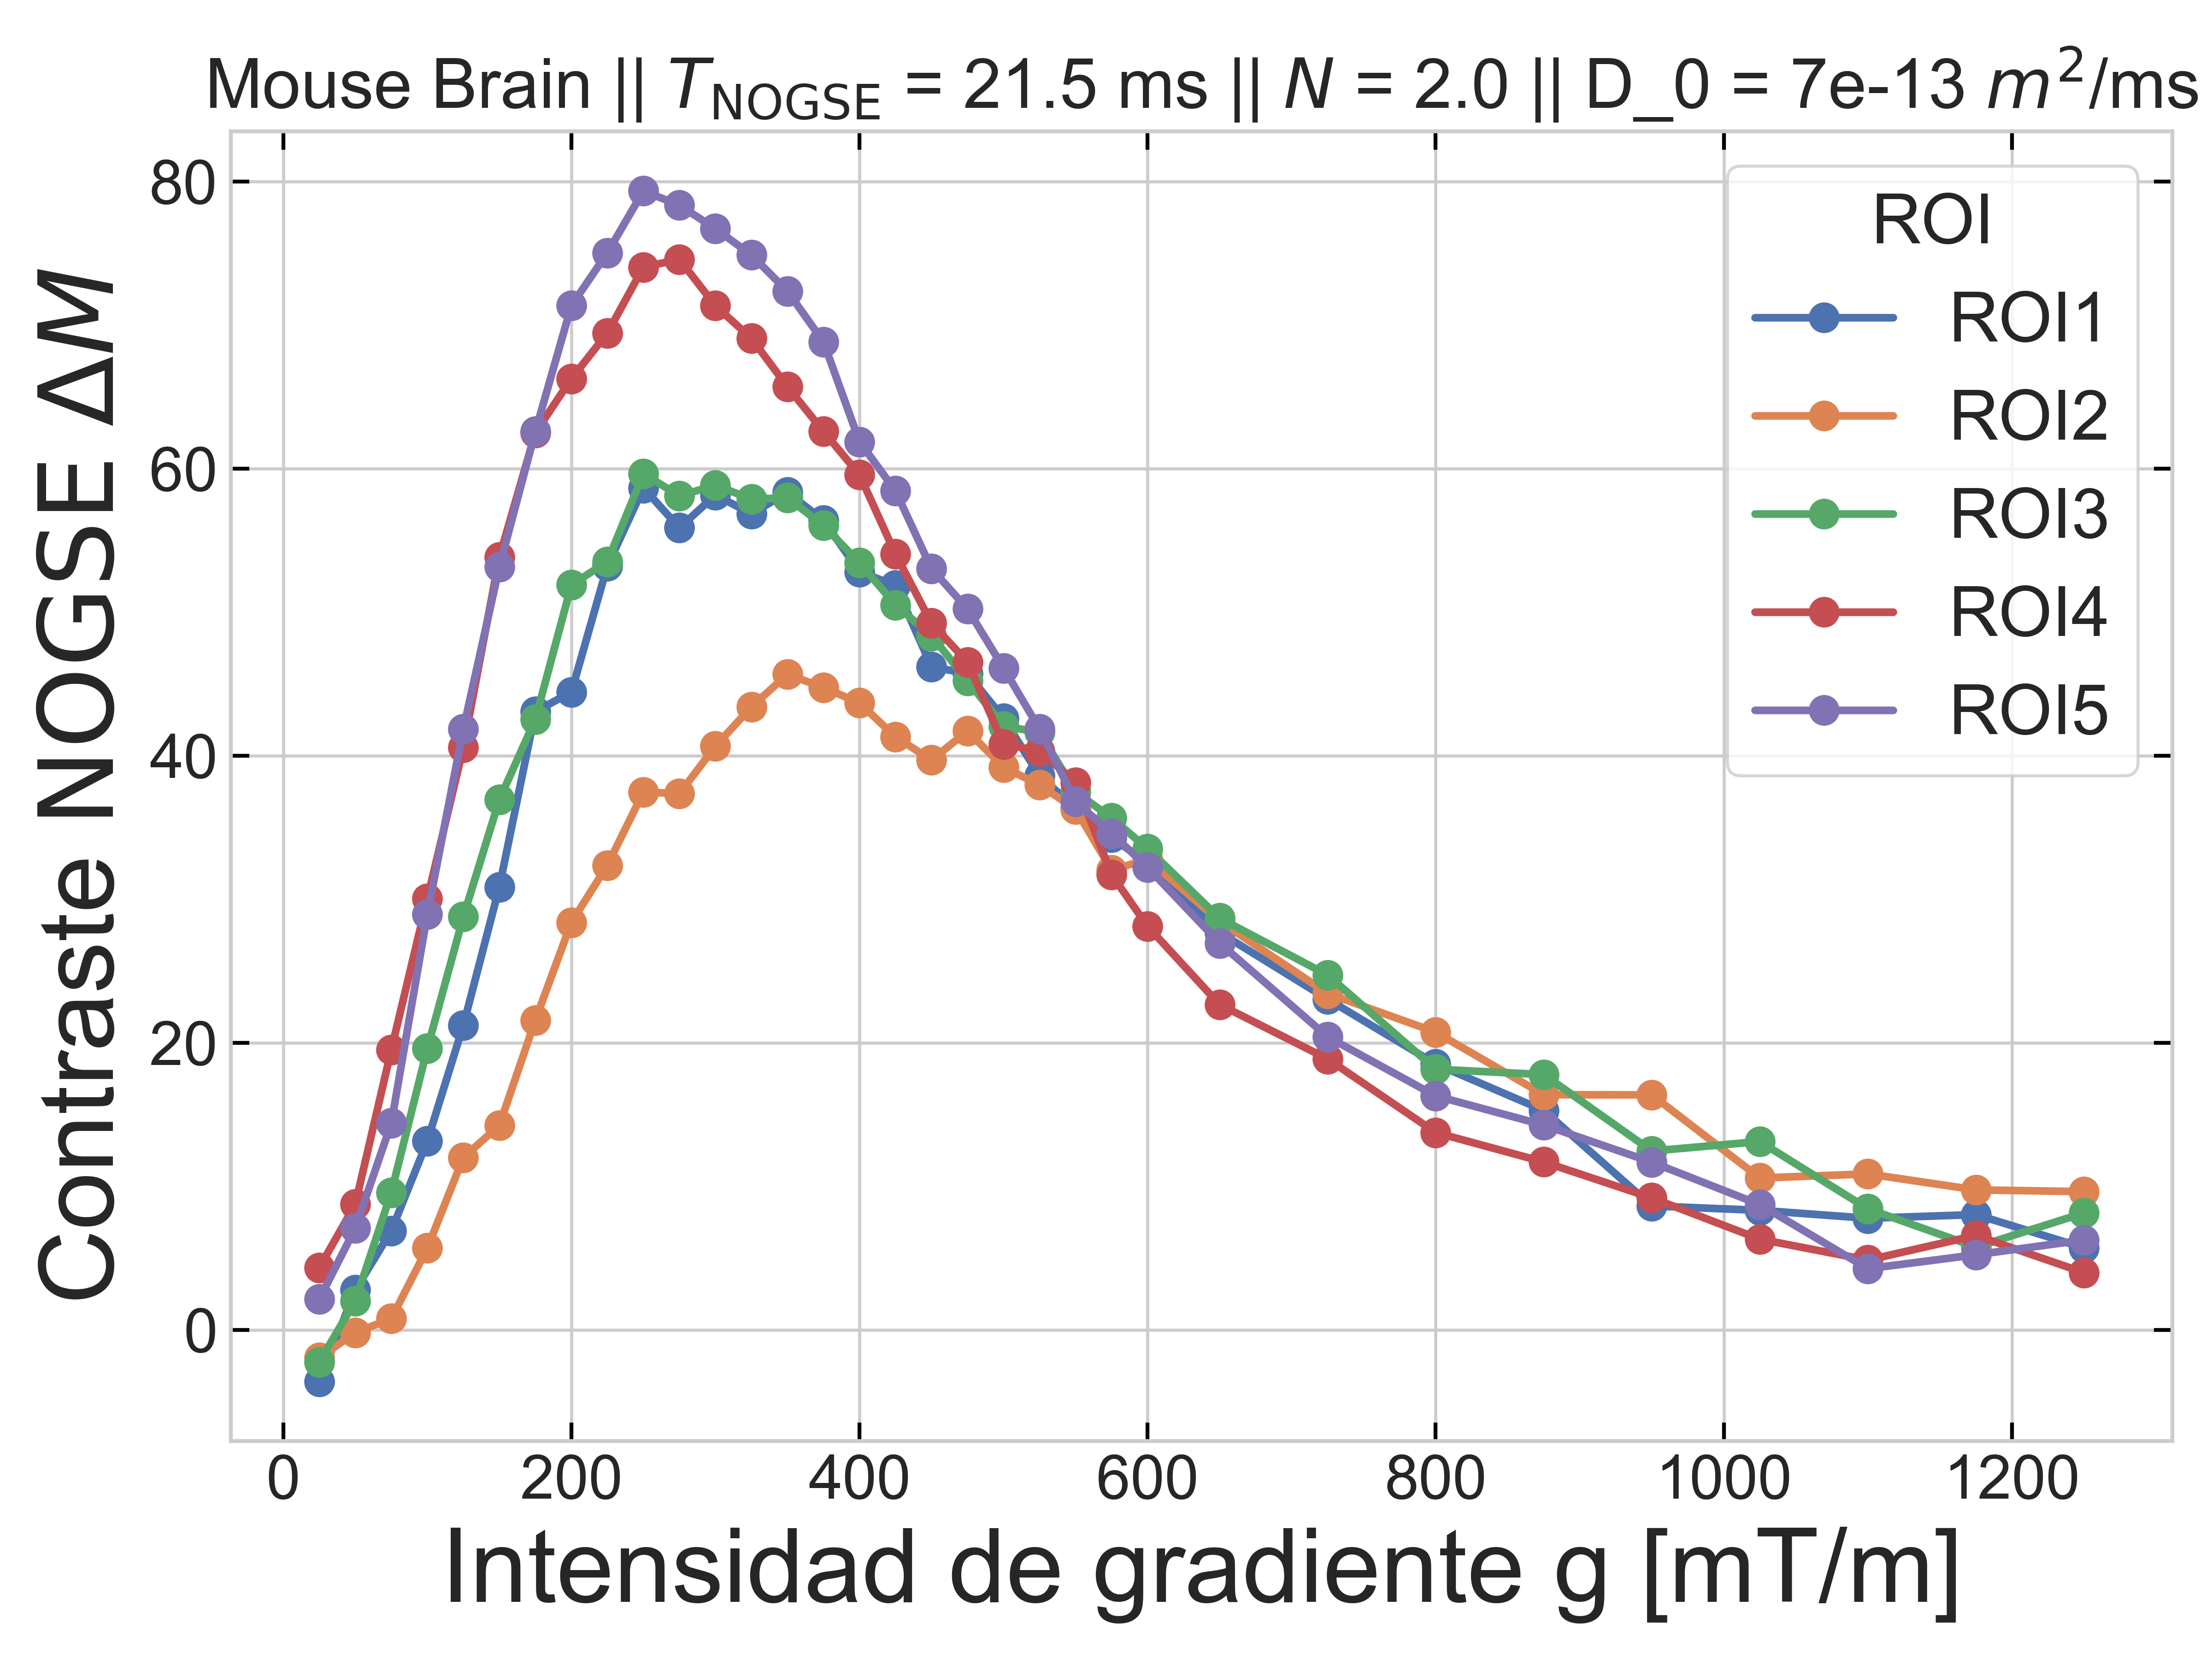 Mouse Brain || T_NOGSE = 21.5 ms || N = 2.0 || D_0 = 7e-13 m²/ms
Contraste NOGSE ΔM
80
60
40
20
0
0 200 400 600 800 1000 1200
Intensidad de gradiente g [mT/m]
ROI
ROI1
ROI2
ROI3
ROI4
ROI5